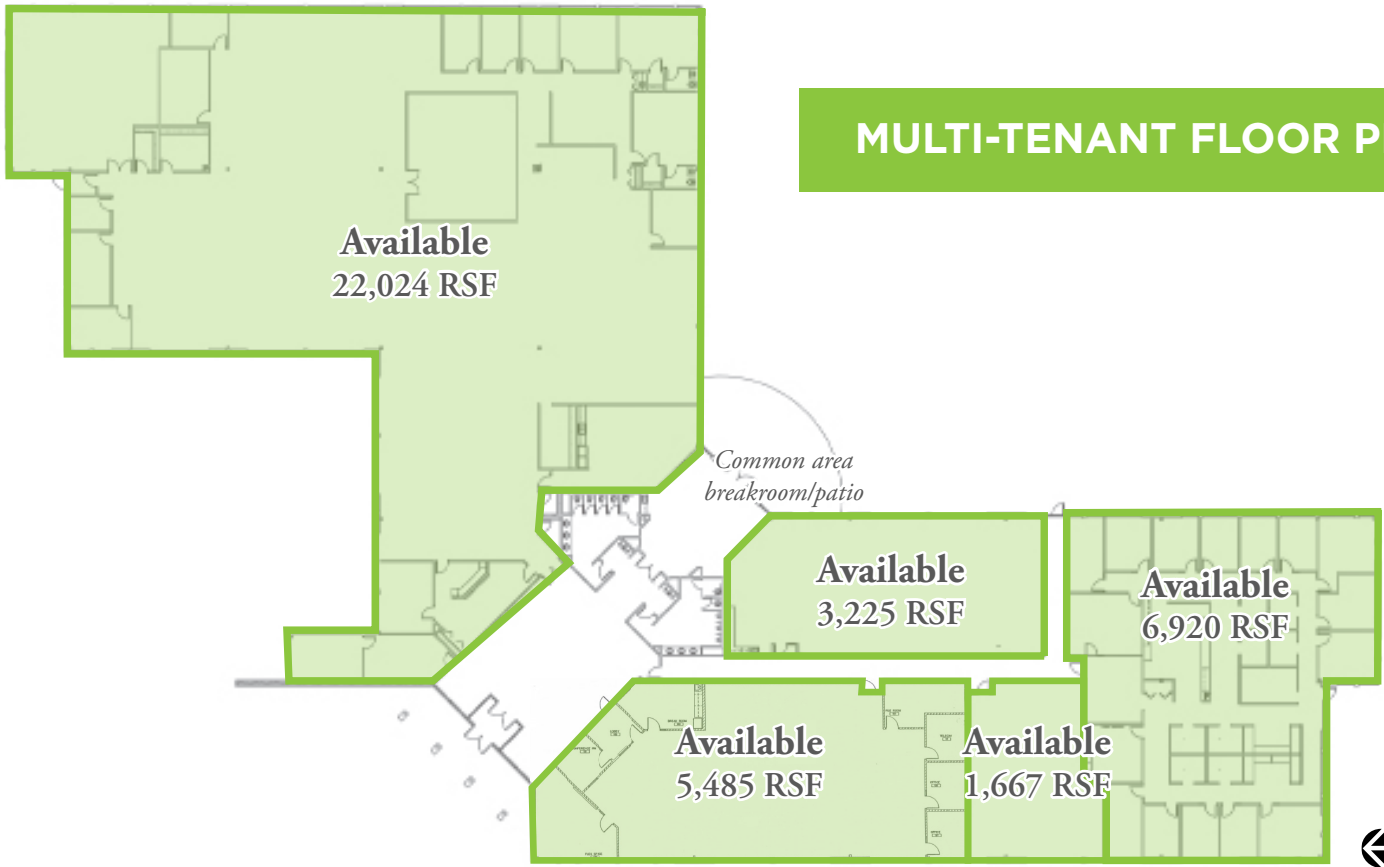 MULTI-TENANT FLOOR P
Available
22,024 RSF
Common area
breakroom/patio
Available
3,225 RSF
Available
6,920 RSF
Available
5,485 RSF
Available
1,667 RSF